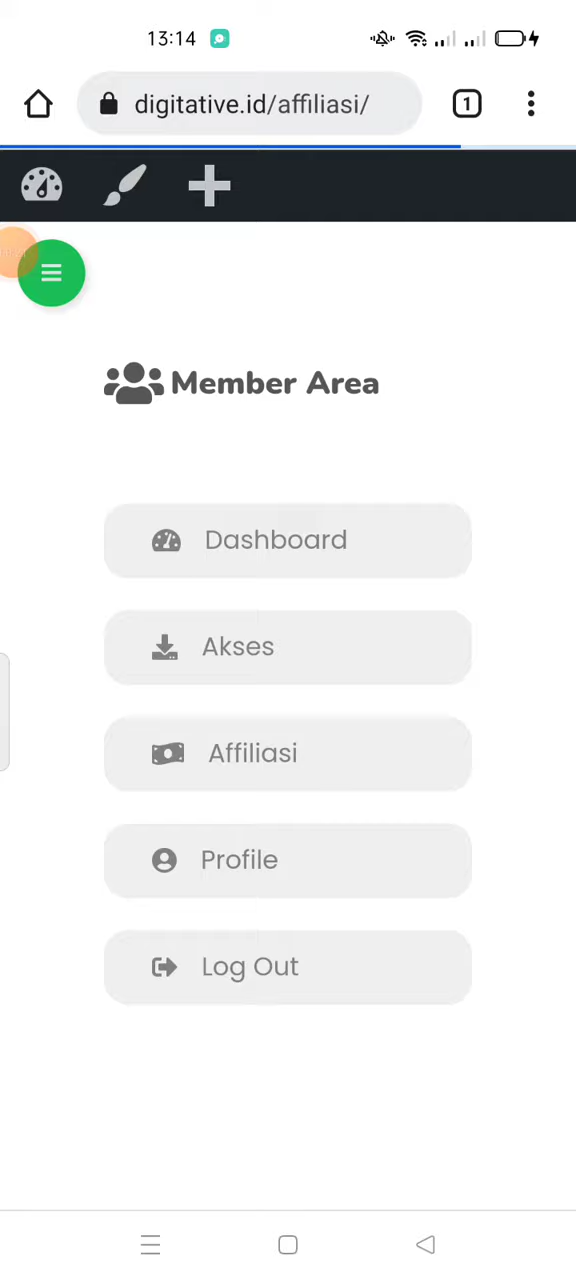 13:14
digitative.id/affiliasi/
1
Member Area
Dashboard
Akses
Affiliasi
Profile
Log Out